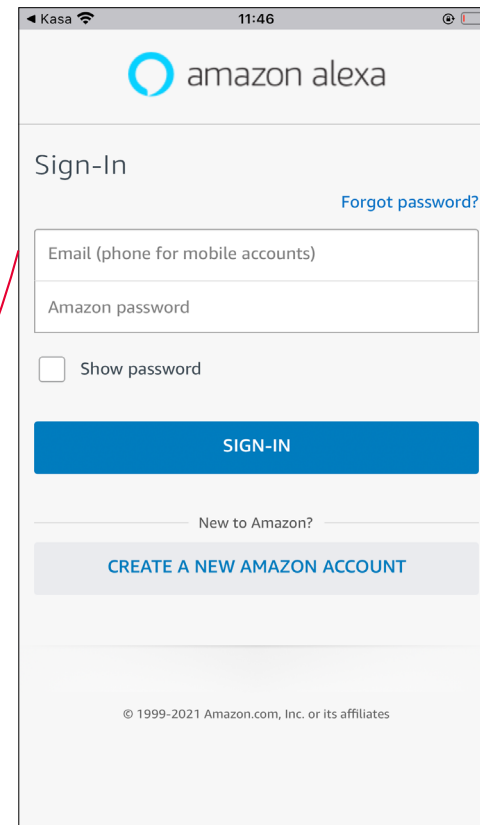 ◀ Kasa 11:46
amazon alexa
Sign-In
Forgot password?
Email (phone for mobile accounts)
Amazon password
Show password
SIGN-IN
New to Amazon?
CREATE A NEW AMAZON ACCOUNT
© 1999-2021 Amazon.com, Inc. or its affiliates